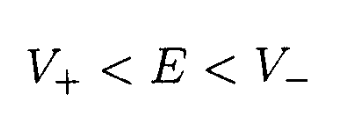 V₊ < E < V₋